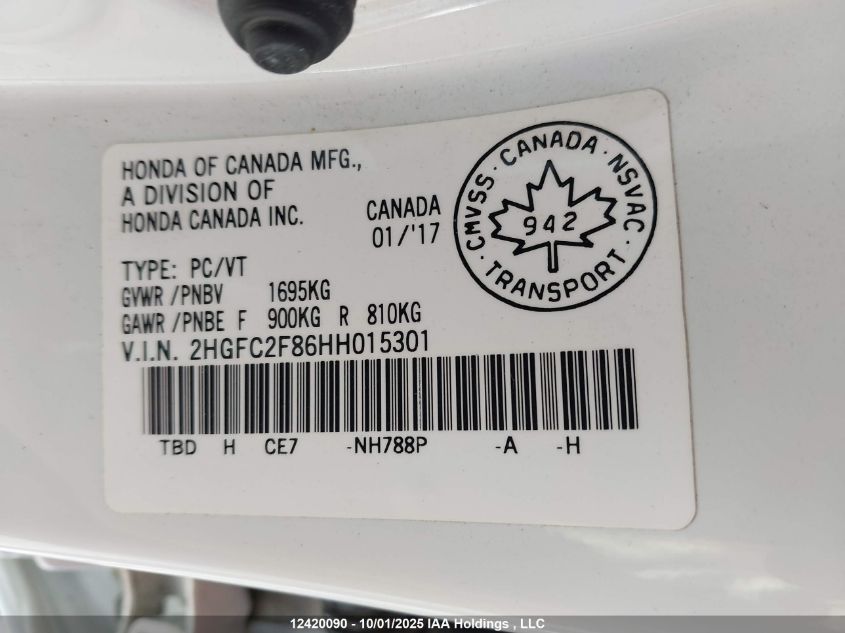 HONDA OF CANADA MFG.,
A DIVISION OF
HONDA CANADA INC.
CANADA
01/'17
TYPE: PC/VT
GVWR /PNBV 1695KG
GAWR /PNBE F 900KG R 810KG
V.I.N. 2HGFC2F86HH015301
TBD H CE7 -NH788P -A -H
CMVSS · CANADA · NSVAC · TRANSPORT ·
942
12420090 - 10/01/2025 IAA Holdings , LLC